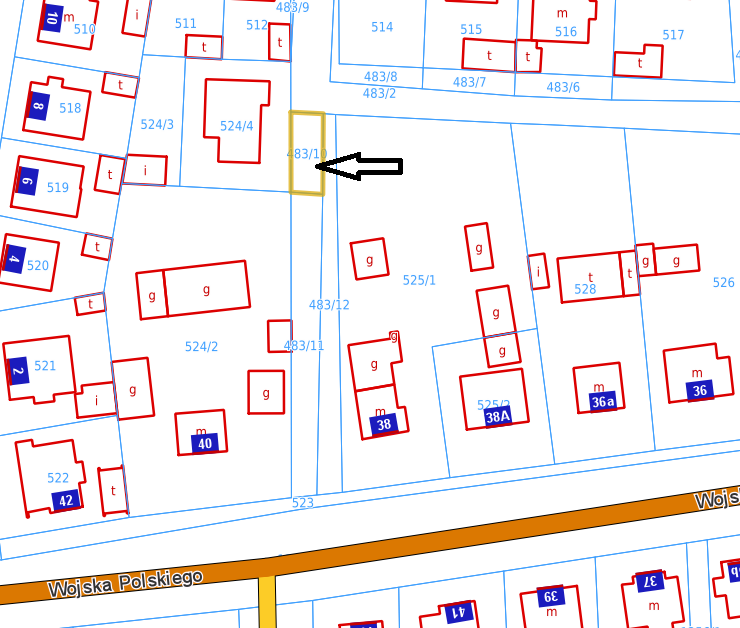 483/9
10
m
510
i
511
512
t
t
514
515
m
516
t
t
517
t
483/8
483/7
483/2
483/6
8
518
t
524/3
524/4
483/10
6
519
t
i
4
520
t
t
g
g
g
g
525/1
i
t
528
t
g
g
526
483/12
g
g
2
521
524/2
483/11
g
g
g
i
g
m
40
m
38
525/2
38A
m
36a
m
36
522
42
t
523
Wojska Polskiego
41
39
m
37
m